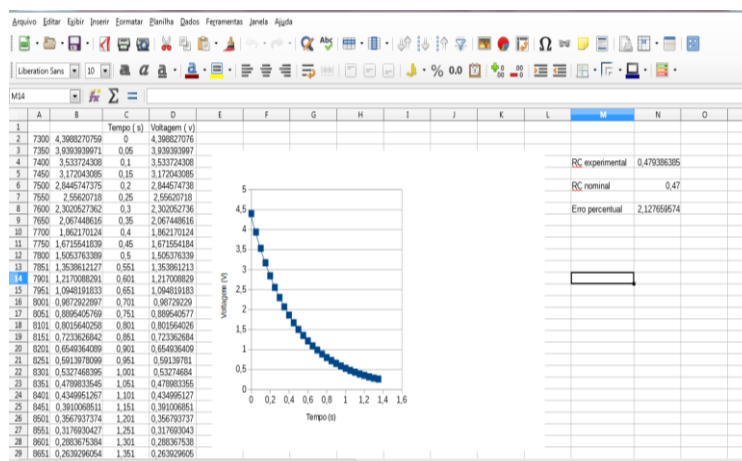 Arquivo Editar Exibir Inserir Formatar Planilha Dados Ferramentas Janela Ajuda
Liberation Sans 10 a a a % 0.0
M14 fx Σ =
A B C D E F G H I J K L M N O
1 Tempo ( s) Voltagem ( v)
2 7300 4,3988270759 0 4,398827076
3 7350 3,9393939971 0,05 3,939393997
4 7400 3,533724308 0,1 3,533724308 RC experimental 0,479386385
5 7450 3,172043085 0,15 3,172043085
6 7500 2,8445747375 0,2 2,844574738 RC nominal 0,47
7 7550 2,55620718 0,25 2,55620718
8 7600 2,3020527362 0,3 2,302052736 Erro percentual 2,127659574
9 7650 2,067448616 0,35 2,067448616
10 7700 1,862170124 0,4 1,862170124
11 7750 1,6715541839 0,45 1,671554184
12 7800 1,5053763389 0,5 1,505376339
13 7851 1,3538612127 0,551 1,353861213
14 7901 1,2170088291 0,601 1,217008829
15 7951 1,0948191833 0,651 1,094819183
16 8001 0,9872922897 0,701 0,98729229
17 8051 0,8895405769 0,751 0,889540577
18 8101 0,8015640258 0,801 0,801564026
19 8151 0,7233626842 0,851 0,723362684
20 8201 0,6549364089 0,901 0,654936409
21 8251 0,5913978099 0,951 0,59139781
22 8301 0,5327468395 1,001 0,53274684
23 8351 0,4789833545 1,051 0,478983355
24 8401 0,4349951267 1,101 0,434995127
25 8451 0,3910068511 1,151 0,391006851
26 8501 0,3567937374 1,201 0,356793737
27 8551 0,3176930427 1,251 0,317693043
28 8601 0,2883675384 1,301 0,288367538
29 8651 0,2639296054 1,351 0,263929605
5
4,5
4
3,5
3
2,5
2
1,5
1
0,5
0
Voltagem (V)
0 0,2 0,4 0,6 0,8 1 1,2 1,4 1,6
Tempo (s)